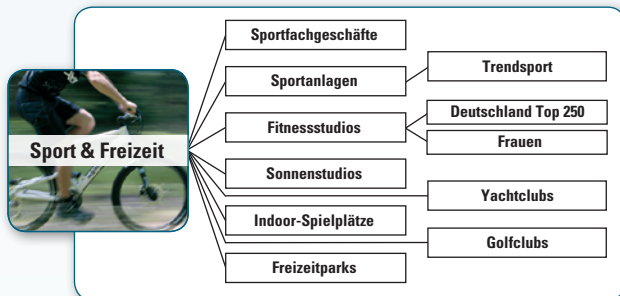 Sport & Freizeit
Sportfachgeschäfte
Sportanlagen
Trendsport
Fitnessstudios
Deutschland Top 250
Frauen
Sonnenstudios
Yachtclubs
Indoor-Spielplätze
Golfclubs
Freizeitparks